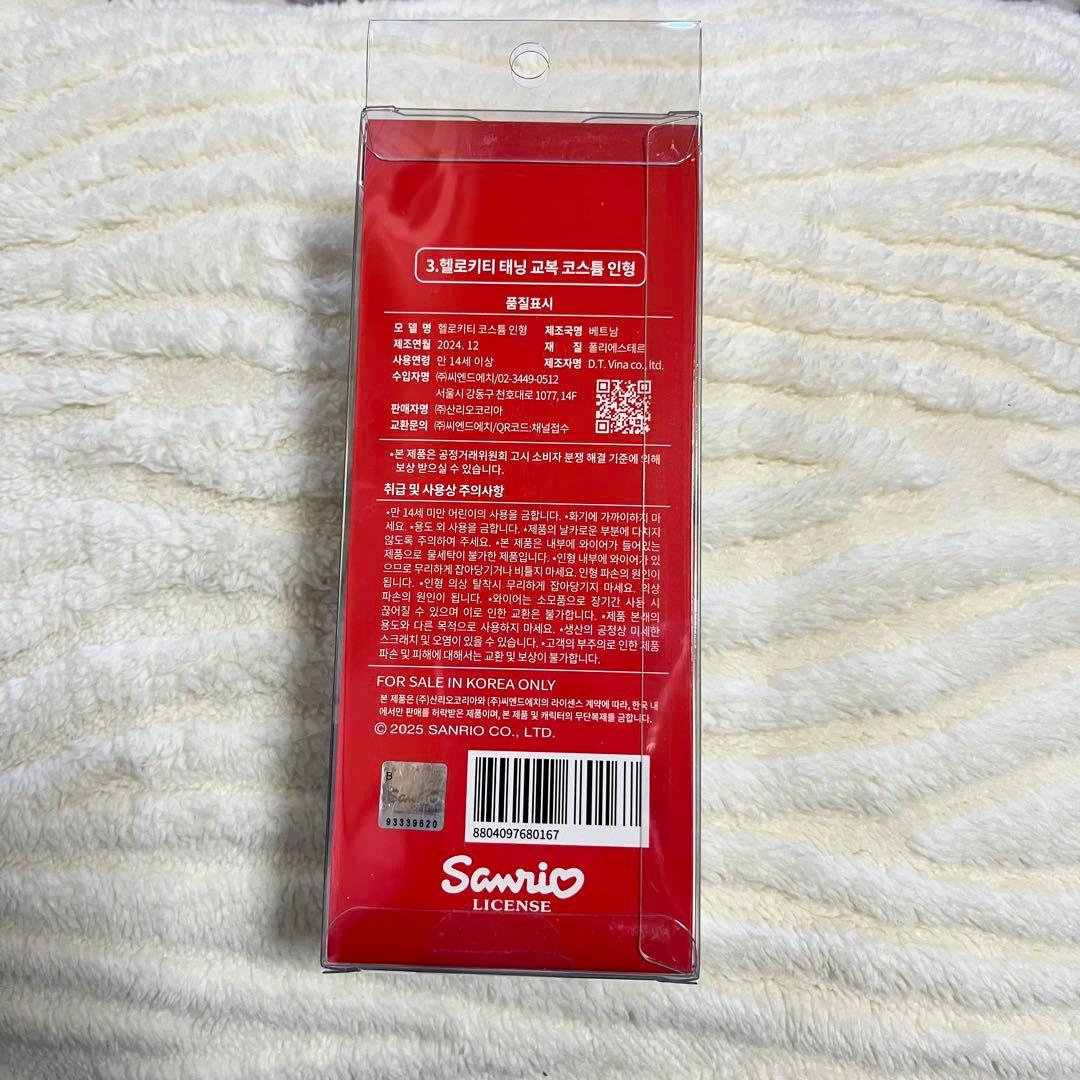 3.헬로키티 태닝 교복 코스튬 인형
품질표시
모 델 명 헬로키티 코스튬 인형 제조국명 베트남
제조연월 2024. 12 재 질 폴리에스테르
사용연령 만 14세 이상 제조자명 D.T. Vina co., ltd.
수입자명 ㈜씨엔드에치/02-3449-0512
서울시 강동구 천호대로 1077, 14F
판매자명 ㈜산리오코리아
교환문의 ㈜씨엔드에치/QR코드:채널접수
•본 제품은 공정거래위원회 고시 소비자 분쟁 해결 기준에 의해
보상 받으실 수 있습니다.
취급 및 사용상 주의사항
•만 14세 미만 어린이의 사용을 금합니다. •화기에 가까이하지 마
세요. •용도 외 사용을 금합니다. •제품의 날카로운 부분에 다치지
않도록 주의하여 주세요. •본 제품은 내부에 와이어가 들어있는
제품으로 물세탁이 불가한 제품입니다. •인형 내부에 와이어가 있
으므로 무리하게 잡아당기거나 비틀지 마세요. 인형 파손의 원인이
됩니다. •인형 의상 탈착시 무리하게 잡아당기지 마세요. 의상
파손의 원인이 됩니다. •와이어는 소모품으로 장기간 사용 시
끊어질 수 있으며 이로 인한 교환은 불가합니다. •제품 본래의
용도와 다른 목적으로 사용하지 마세요. •생산의 공정상 미세한
스크래치 및 오염이 있을 수 있습니다. •고객의 부주의로 인한 제품
파손 및 피해에 대해서는 교환 및 보상이 불가합니다.
FOR SALE IN KOREA ONLY
본 제품은 (주)산리오코리아와 (주)씨엔드에치의 라이센스 계약에 따라, 한국 내
에서만 판매를 허락받은 제품이며, 본 제품 및 캐릭터의 무단복제를 금합니다.
© 2025 SANRIO CO., LTD.
B
Sanrio
93339620
8804097680167
Sanrio
LICENSE